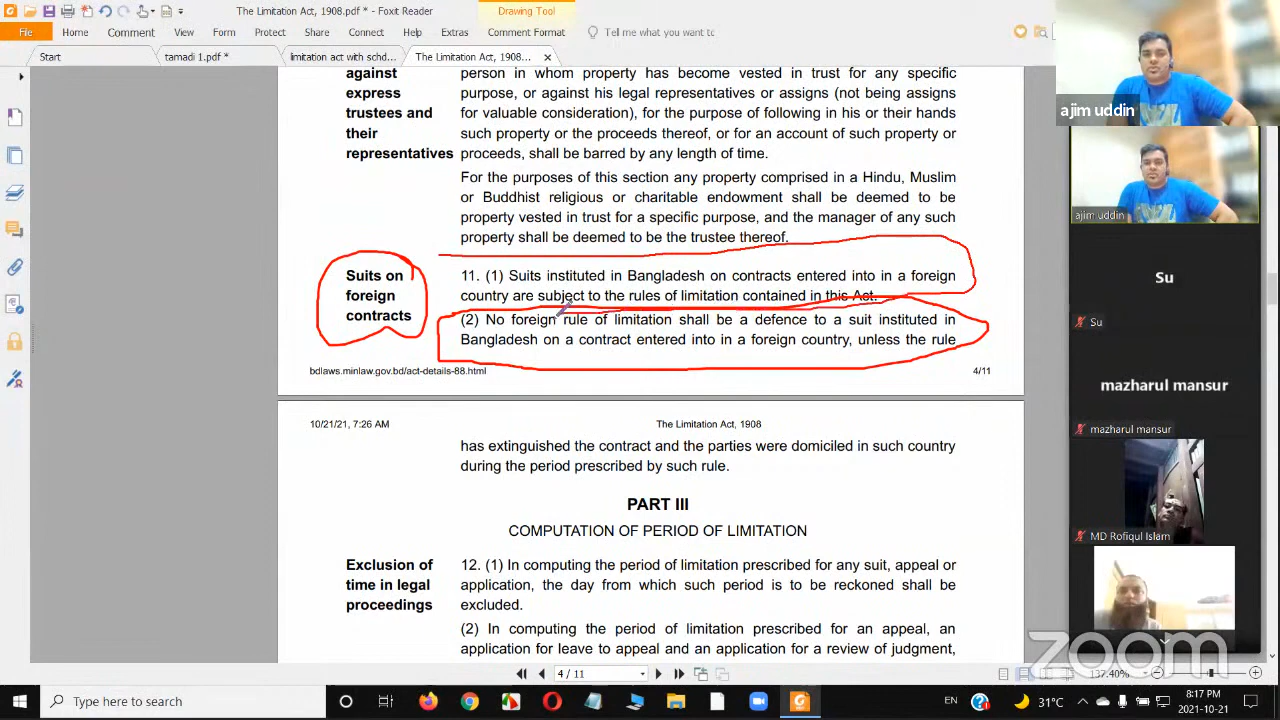 The Limitation Act, 1908.pdf * - Foxit Reader
Drawing Tool
File
Home
Comment
View
Form
Protect
Share
Connect
Help
Extras
Comment Format
Tell me what you want to
Start
tamadi 1.pdf *
limitation act with schd...
The Limitation Act, 1908....
against
express
trustees and
their
representatives
person in whom property has become vested in trust for any specific
purpose, or against his legal representatives or assigns (not being assigns
for valuable consideration), for the purpose of following in his or their hands
such property or the proceeds thereof, or for an account of such property or
proceeds, shall be barred by any length of time.
For the purposes of this section any property comprised in a Hindu, Muslim
or Buddhist religious or charitable endowment shall be deemed to be
property vested in trust for a specific purpose, and the manager of any such
property shall be deemed to be the trustee thereof.
Suits on
foreign
contracts
11. (1) Suits instituted in Bangladesh on contracts entered into in a foreign
country are subject to the rules of limitation contained in this Act.
(2) No foreign rule of limitation shall be a defence to a suit instituted in
Bangladesh on a contract entered into in a foreign country, unless the rule
bdlaws.minlaw.gov.bd/act-details-88.html
4/11
10/21/21, 7:26 AM
The Limitation Act, 1908
has extinguished the contract and the parties were domiciled in such country
during the period prescribed by such rule.
PART III
COMPUTATION OF PERIOD OF LIMITATION
Exclusion of
time in legal
proceedings
12. (1) In computing the period of limitation prescribed for any suit, appeal or
application, the day from which such period is to be reckoned shall be
excluded.
(2) In computing the period of limitation prescribed for an appeal, an
application for leave to appeal and an application for a review of judgment,
4 / 11
137.40%
ajim uddin
ajim uddin
Su
Su
mazharul mansur
mazharul mansur
MD Rofiqul Islam
zoom
Type here to search
EN
31°C
8:17 PM
2021-10-21